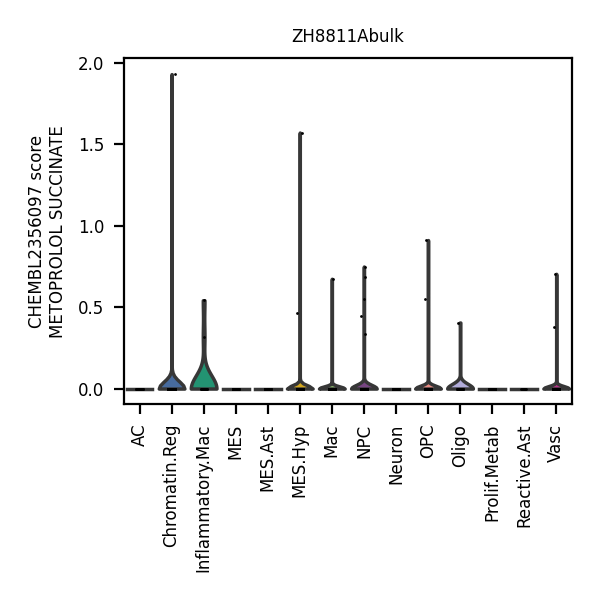 ZH8811Abulk
CHEMBL2356097 score
METOPROLOL SUCCINATE
2.0
1.5
1.0
0.5
0.0
AC
Chromatin.Reg
Inflammatory.Mac
MES
MES.Ast
MES.Hyp
Mac
NPC
Neuron
OPC
Oligo
Prolif.Metab
Reactive.Ast
Vasc